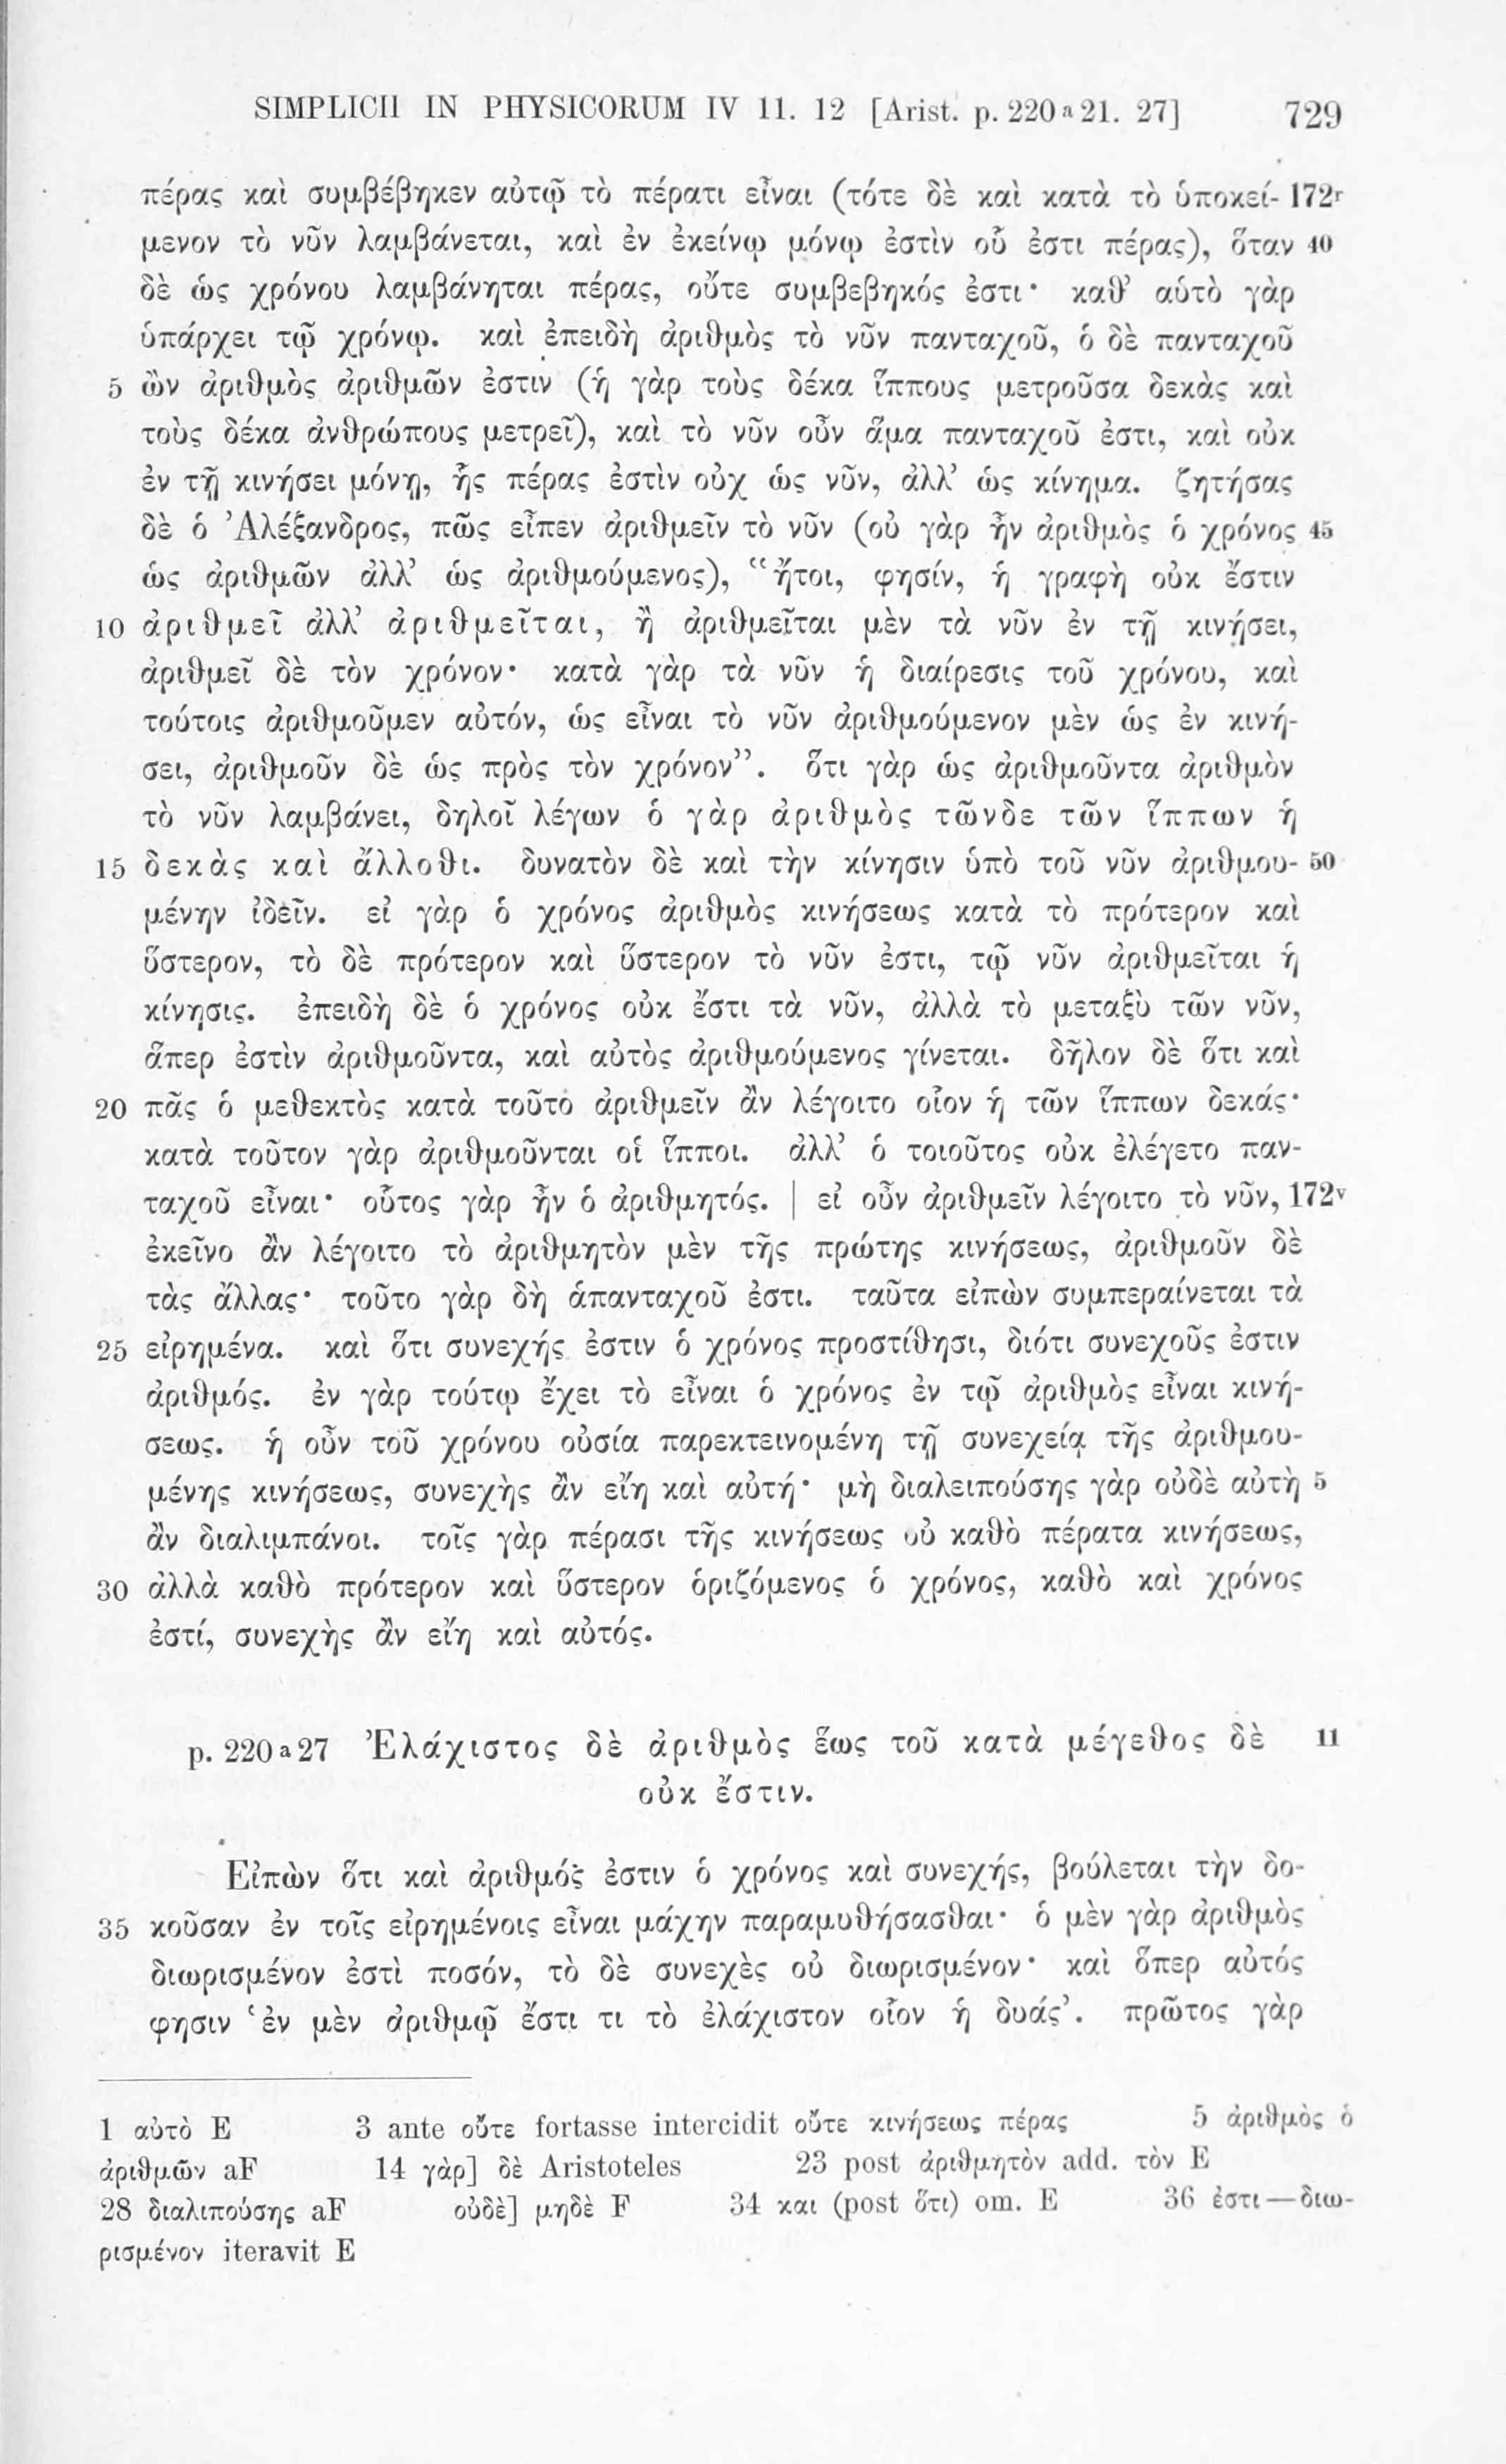 SIMPLICII IN PHYSICORUM IV 11. 12 [Arist. p. 220 a 21. 27] 729
πέρας καὶ συμβέβηκεν αὐτῷ τὸ πέρατι εἶναι (τότε δὲ καὶ κατὰ τὸ ὑποκεί- 172r
μενον τὸ νῦν λαμβάνεται, καὶ ἐν ἐκείνῳ μόνῳ ἐστὶν οὗ ἐστι πέρας), ὅταν 40
δὲ ὡς χρόνου λαμβάνηται πέρας, οὔτε συμβεβηκός ἐστι· καθ’ αὑτὸ γὰρ
ὑπάρχει τῷ χρόνῳ. καὶ ἐπειδὴ ἀριθμὸς τὸ νῦν πανταχοῦ, ὁ δὲ πανταχοῦ
5 ὢν ἀριθμὸς ἀριθμῶν ἐστιν (ἡ γὰρ τοὺς δέκα ἵππους μετροῦσα δεκὰς καὶ
τοὺς δέκα ἀνθρώπους μετρεῖ), καὶ τὸ νῦν οὖν ἅμα πανταχοῦ ἐστι, καὶ οὐκ
ἐν τῇ κινήσει μόνῃ, ἧς πέρας ἐστὶν οὐχ ὡς νῦν, ἀλλ’ ὡς κίνημα. ζητήσας
δὲ ὁ Ἀλέξανδρος, πῶς εἶπεν ἀριθμεῖν τὸ νῦν (οὐ γὰρ ἦν ἀριθμὸς ὁ χρόνος 45
ὡς ἀριθμῶν ἀλλ’ ὡς ἀριθμούμενος), “ἤτοι, φησίν, ἡ γραφὴ οὐκ ἔστιν
10 ἀριθμεῖ ἀλλ’ ἀριθμεῖται, ἢ ἀριθμεῖται μὲν τὰ νῦν ἐν τῇ κινήσει,
ἀριθμεῖ δὲ τὸν χρόνον· κατὰ γὰρ τὰ νῦν ἡ διαίρεσις τοῦ χρόνου, καὶ
τούτοις ἀριθμοῦμεν αὐτόν, ὡς εἶναι τὸ νῦν ἀριθμούμενον μὲν ὡς ἐν κινή-
σει, ἀριθμοῦν δὲ ὡς πρὸς τὸν χρόνον”. ὅτι γὰρ ὡς ἀριθμοῦντα ἀριθμὸν
τὸ νῦν λαμβάνει, δηλοῖ λέγων ὁ γὰρ ἀριθμὸς τῶνδε τῶν ἵππων ἡ
15 δεκὰς καὶ ἄλλοθι. δυνατὸν δὲ καὶ τὴν κίνησιν ὑπὸ τοῦ νῦν ἀριθμου- 50
μένην ἰδεῖν. εἰ γὰρ ὁ χρόνος ἀριθμὸς κινήσεως κατὰ τὸ πρότερον καὶ
ὕστερον, τὸ δὲ πρότερον καὶ ὕστερον τὸ νῦν ἐστι, τῷ νῦν ἀριθμεῖται ἡ
κίνησις. ἐπειδὴ δὲ ὁ χρόνος οὐκ ἔστι τὰ νῦν, ἀλλὰ τὸ μεταξὺ τῶν νῦν,
ἅπερ ἐστὶν ἀριθμοῦντα, καὶ αὐτὸς ἀριθμούμενος γίνεται. δῆλον δὲ ὅτι καὶ
20 πᾶς ὁ μεθεκτὸς κατὰ τοῦτο ἀριθμεῖν ἂν λέγοιτο οἷον ἡ τῶν ἵππων δεκάς·
κατὰ τοῦτον γὰρ ἀριθμοῦνται οἱ ἵπποι. ἀλλ’ ὁ τοιοῦτος οὐκ ἐλέγετο παν-
ταχοῦ εἶναι· οὗτος γὰρ ἦν ὁ ἀριθμητός. | εἰ οὖν ἀριθμεῖν λέγοιτο τὸ νῦν, 172v
ἐκεῖνο ἂν λέγοιτο τὸ ἀριθμητὸν μὲν τῆς πρώτης κινήσεως, ἀριθμοῦν δὲ
τὰς ἄλλας· τοῦτο γὰρ δὴ ἁπανταχοῦ ἐστι. ταῦτα εἰπὼν συμπεραίνεται τὰ
25 εἰρημένα. καὶ ὅτι συνεχής ἐστιν ὁ χρόνος προστίθησι, διότι συνεχοῦς ἐστιν
ἀριθμός. ἐν γὰρ τούτῳ ἔχει τὸ εἶναι ὁ χρόνος ἐν τῷ ἀριθμὸς εἶναι κινή-
σεως. ἡ οὖν τοῦ χρόνου οὐσία παρεκτεινομένη τῇ συνεχείᾳ τῆς ἀριθμου-
μένης κινήσεως, συνεχὴς ἂν εἴη καὶ αὐτή· μὴ διαλειπούσης γὰρ οὐδὲ αὐτὴ 5
ἂν διαλιμπάνοι. τοῖς γὰρ πέρασι τῆς κινήσεως οὐ καθὸ πέρατα κινήσεως,
30 ἀλλὰ καθὸ πρότερον καὶ ὕστερον ὁριζόμενος ὁ χρόνος, καθὸ καὶ χρόνος
ἐστί, συνεχὴς ἂν εἴη καὶ αὐτός.
p. 220 a 27 Ἐλάχιστος δὲ ἀριθμὸς ἕως τοῦ κατὰ μέγεθος δὲ 11
οὐκ ἔστιν.
Εἰπὼν ὅτι καὶ ἀριθμός ἐστιν ὁ χρόνος καὶ συνεχής, βούλεται τὴν δο-
35 κοῦσαν ἐν τοῖς εἰρημένοις εἶναι μάχην παραμυθήσασθαι· ὁ μὲν γὰρ ἀριθμὸς
διωρισμένον ἐστὶ ποσόν, τὸ δὲ συνεχὲς οὐ διωρισμένον· καὶ ὅπερ αὐτός
φησιν ‘ἐν μὲν ἀριθμῷ ἔστι τι τὸ ἐλάχιστον οἷον ἡ δυάς’. πρῶτος γὰρ
1 αὐτὸ E 3 ante οὔτε fortasse intercidit οὔτε κινήσεως πέρας 5 ἀριθμὸς ὁ
ἀριθμῶν aF 14 γὰρ] δὲ Aristoteles 23 post ἀριθμητὸν add. τὸν E
28 διαλιπούσης aF οὐδὲ] μηδὲ F 34 και (post ὅτι) om. E 36 ἐστι — διω-
ρισμένον iteravit E